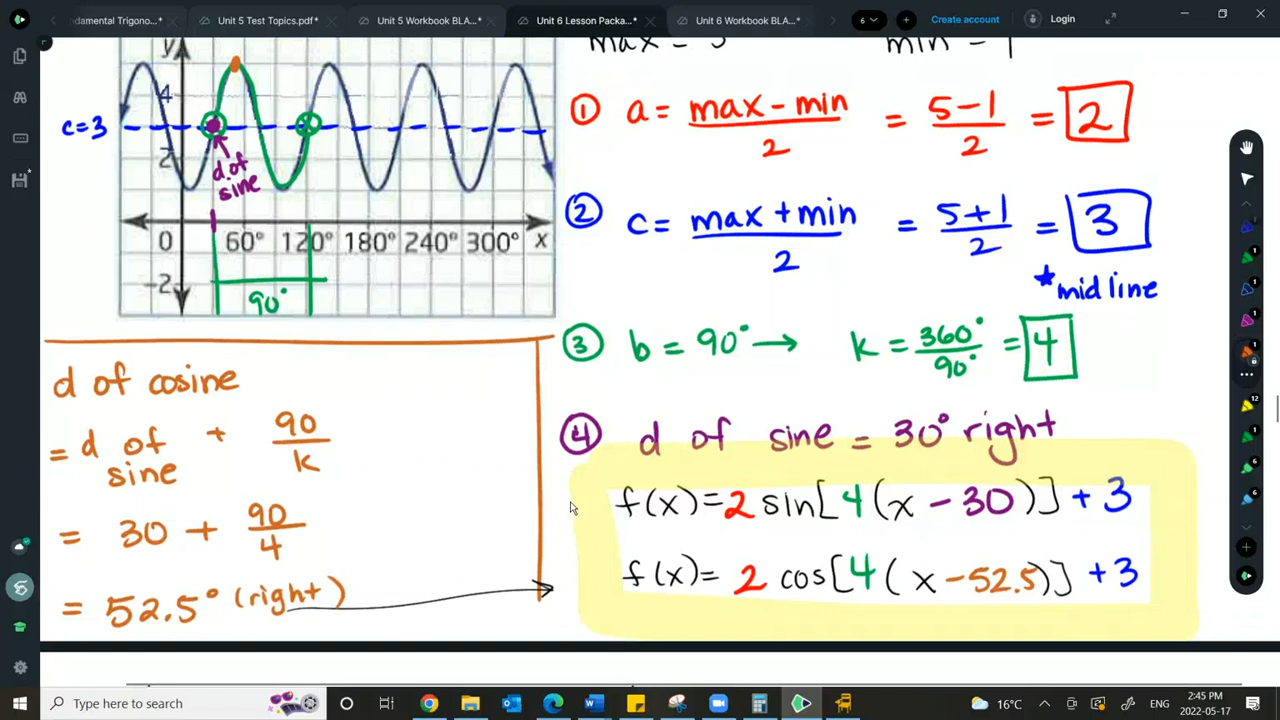 ndamental Trigono...
Unit 5 Test Topics.pdf*
Unit 5 Workbook BLA...*
Unit 6 Lesson Packa...*
Unit 6 Workbook BLA...*
6
Create account
Login
y
4
c=3
2
d of
sine
0 60° 120° 180° 240° 300° x
-2
90°
min = 1
① a = max - min / 2 = 5-1 / 2 = 2
② c = max + min / 2 = 5+1 / 2 = 3
*midline
③ b = 90° → k = 360° / 90° = 4
④ d of sine = 30° right
f(x)=2 sin[4(x - 30)] + 3
f(x)= 2 cos[4(x - 52.5)] + 3
d of cosine
= d of sine + 90 / k
= 30 + 90 / 4
= 52.5° (right)
12
Type here to search
16°C
ENG
2:45 PM
2022-05-17